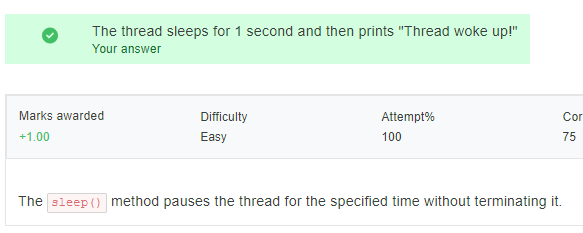 The thread sleeps for 1 second and then prints "Thread woke up!"
Your answer
Marks awarded Difficulty Attempt% Cor
+1.00 Easy 100 75
The sleep() method pauses the thread for the specified time without terminating it.